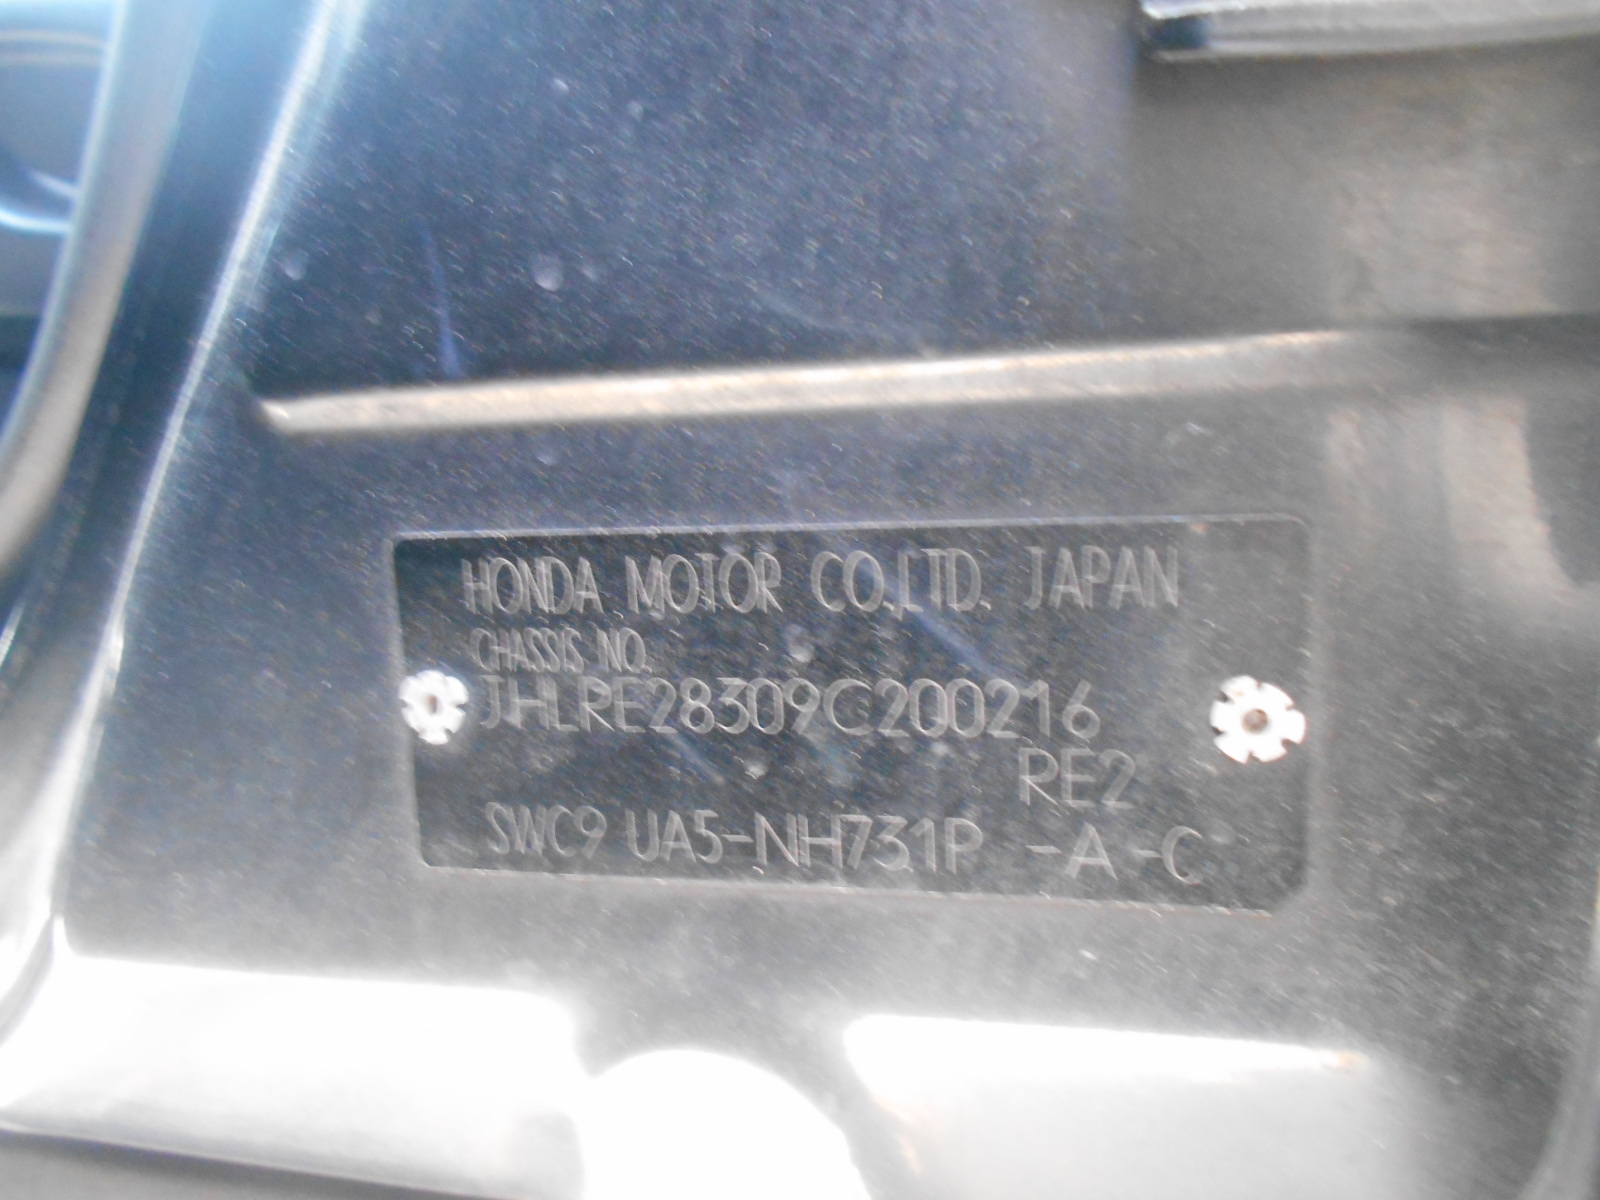 HONDA MOTOR CO.LTD. JAPAN
CHASSIS NO.
JHLRE28309C200216
RE2
SWC9 UA5-NH731P -A -C